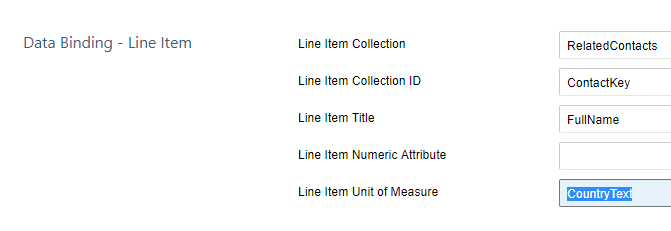 Data Binding - Line Item
Line Item Collection RelatedContacts
Line Item Collection ID ContactKey
Line Item Title FullName
Line Item Numeric Attribute
Line Item Unit of Measure CountryText